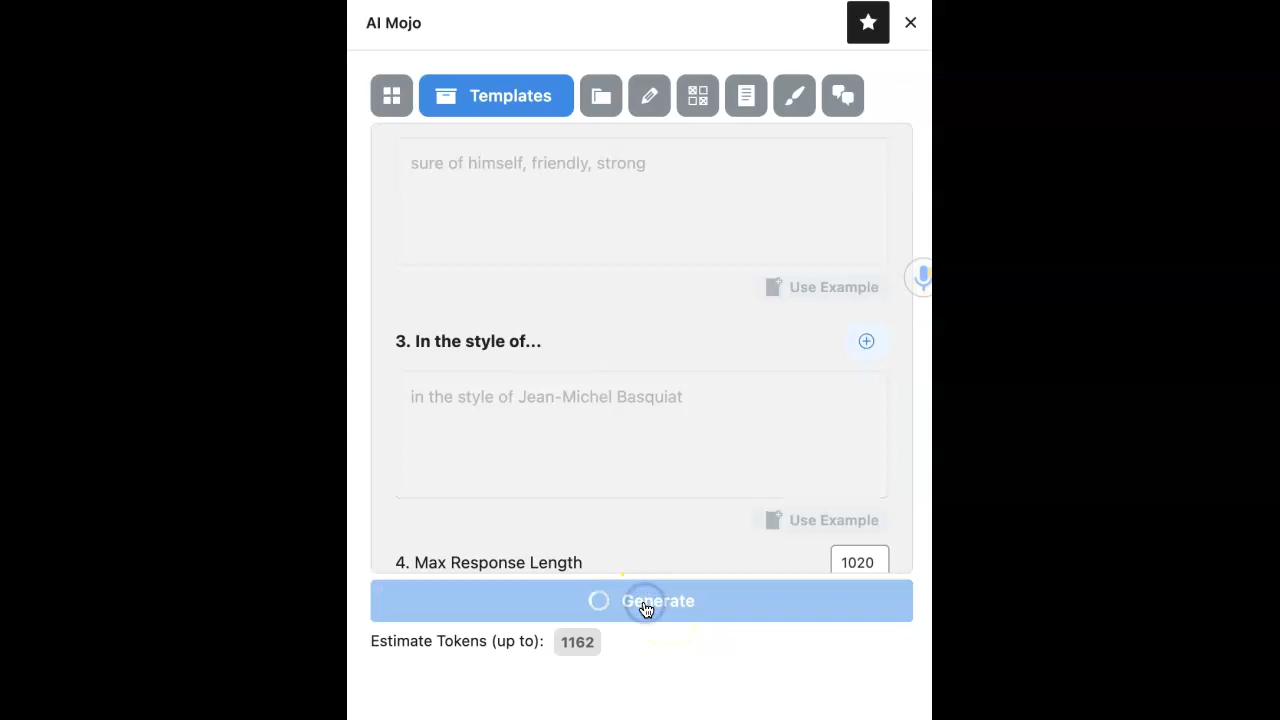 AI Mojo
Templates
sure of himself, friendly, strong
Use Example
3. In the style of...
in the style of Jean-Michel Basquiat
Use Example
4. Max Response Length
1020
Generate
Estimate Tokens (up to): 1162